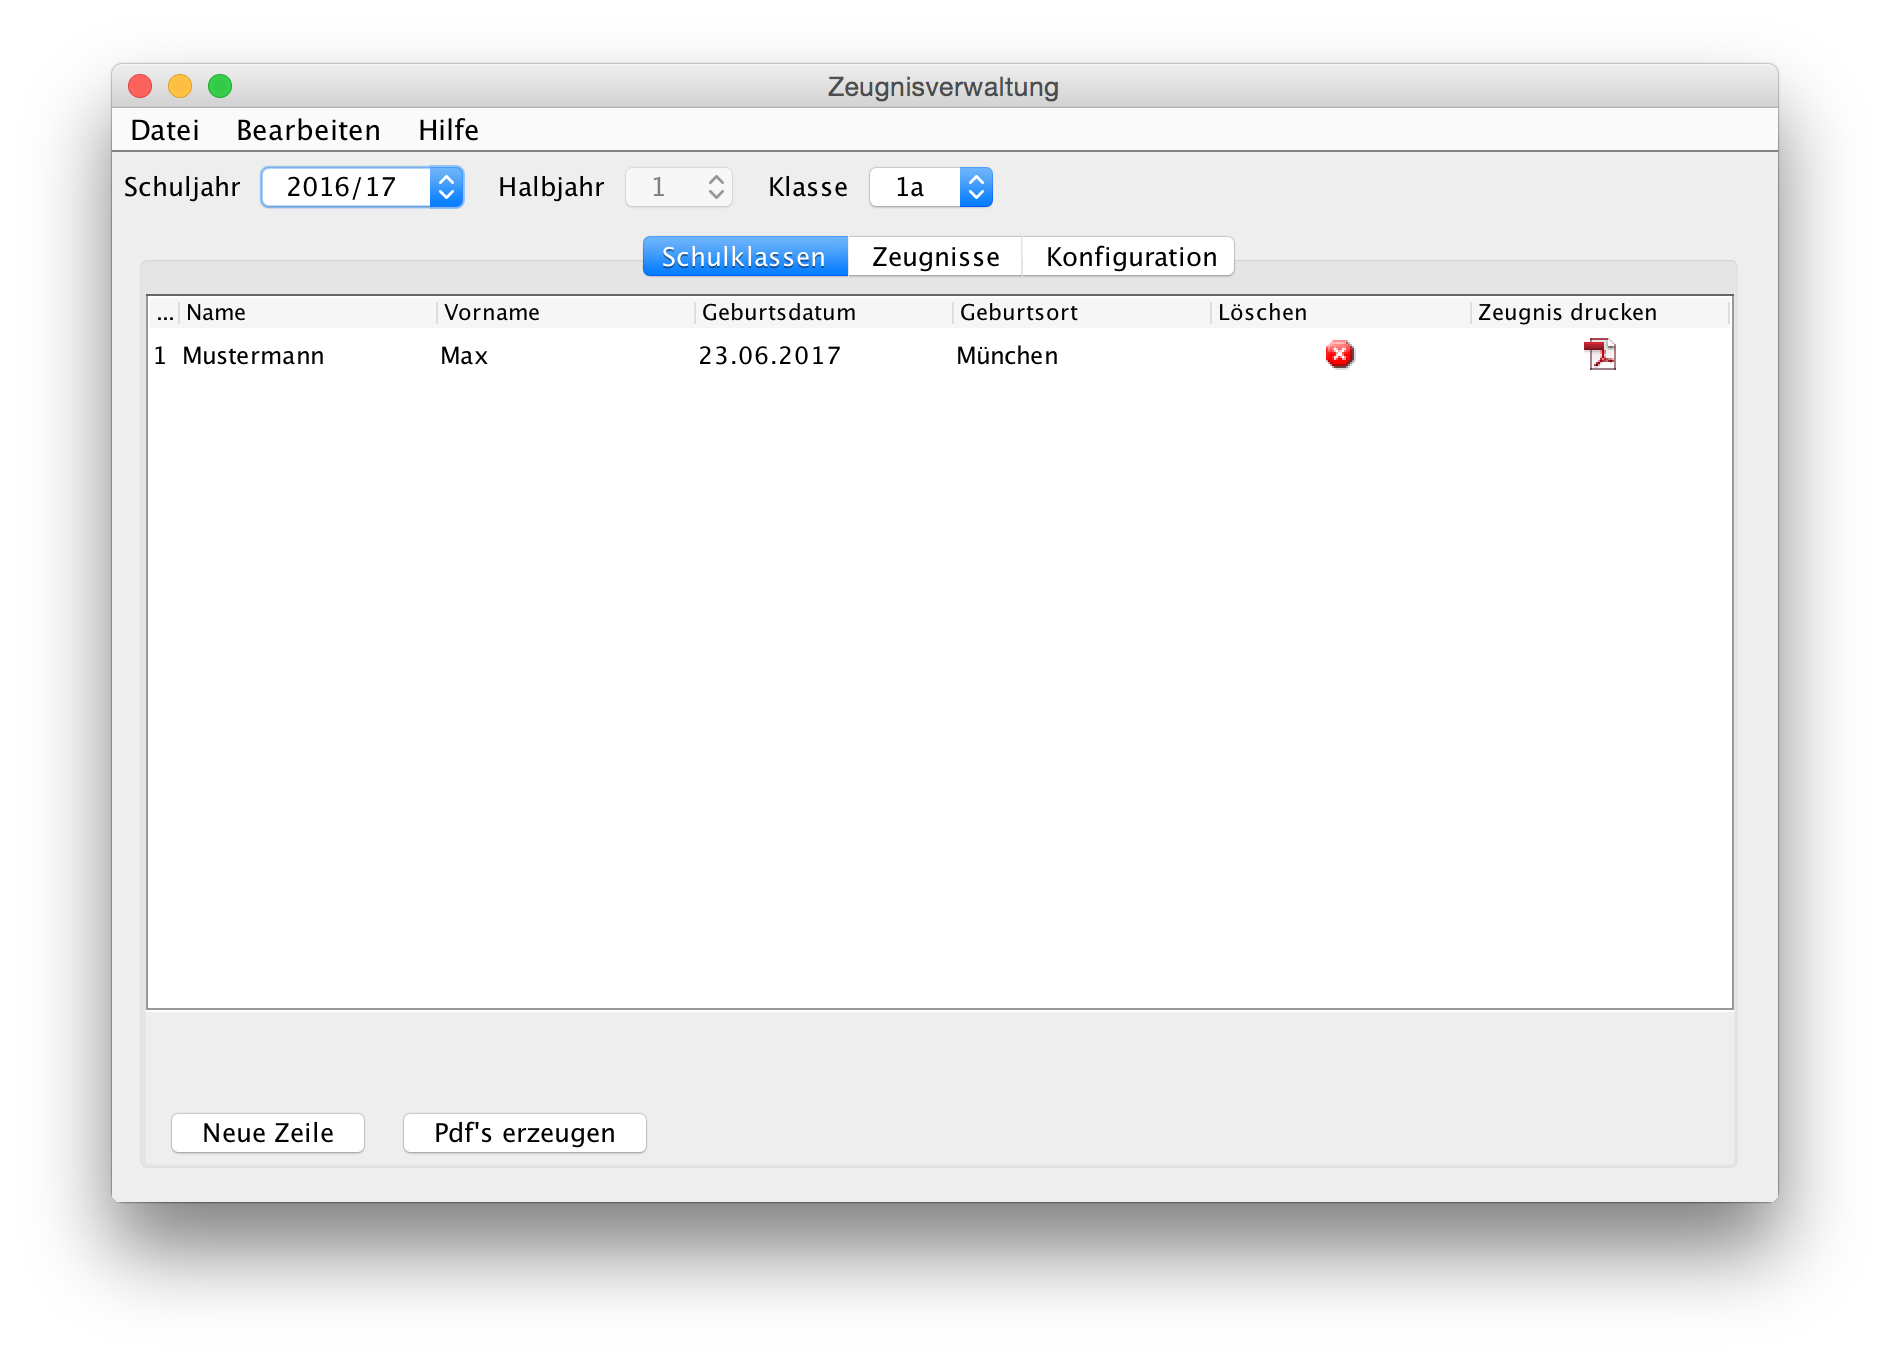 Zeugnisverwaltung
Datei Bearbeiten Hilfe
Schuljahr 2016/17 Halbjahr 1 Klasse 1a
Schulklassen Zeugnisse Konfiguration
... Name Vorname Geburtsdatum Geburtsort Löschen Zeugnis drucken
1 Mustermann Max 23.06.2017 München
Neue Zeile Pdf's erzeugen